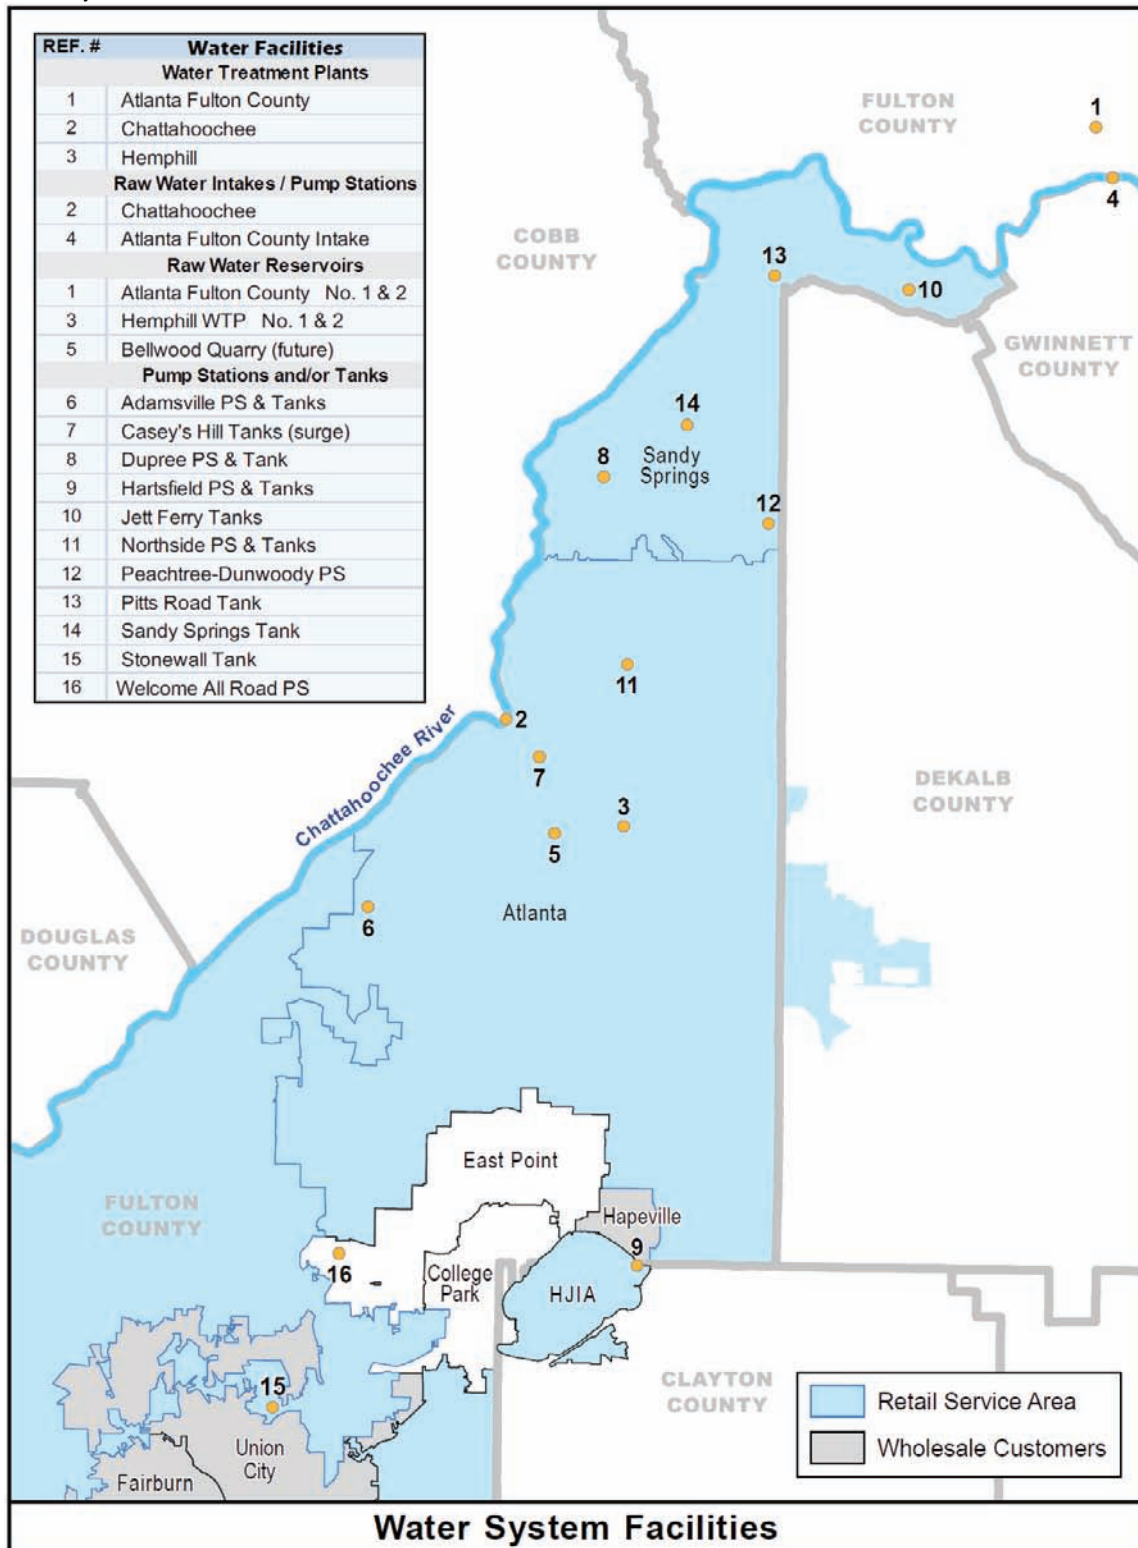 REF. # Water Facilities
Water Treatment Plants
1 Atlanta Fulton County
2 Chattahoochee
3 Hemphill
Raw Water Intakes / Pump Stations
2 Chattahoochee
4 Atlanta Fulton County Intake
Raw Water Reservoirs
1 Atlanta Fulton County No. 1 & 2
3 Hemphill WTP No. 1 & 2
5 Bellwood Quarry (future)
Pump Stations and/or Tanks
6 Adamsville PS & Tanks
7 Casey's Hill Tanks (surge)
8 Dupree PS & Tank
9 Hartsfield PS & Tanks
10 Jett Ferry Tanks
11 Northside PS & Tanks
12 Peachtree-Dunwoody PS
13 Pitts Road Tank
14 Sandy Springs Tank
15 Stonewall Tank
16 Welcome All Road PS
FULTON
COUNTY
1
4
COBB
COUNTY
13
10
GWINNETT
COUNTY
14
8
Sandy
Springs
12
11
2
Chattahoochee River
7
DEKALB
COUNTY
3
5
6
Atlanta
DOUGLAS
COUNTY
East Point
FULTON
COUNTY
Hapeville
9
16
College
Park
HJIA
CLAYTON
COUNTY
15
Union
City
Fairburn
Retail Service Area
Wholesale Customers
Water System Facilities